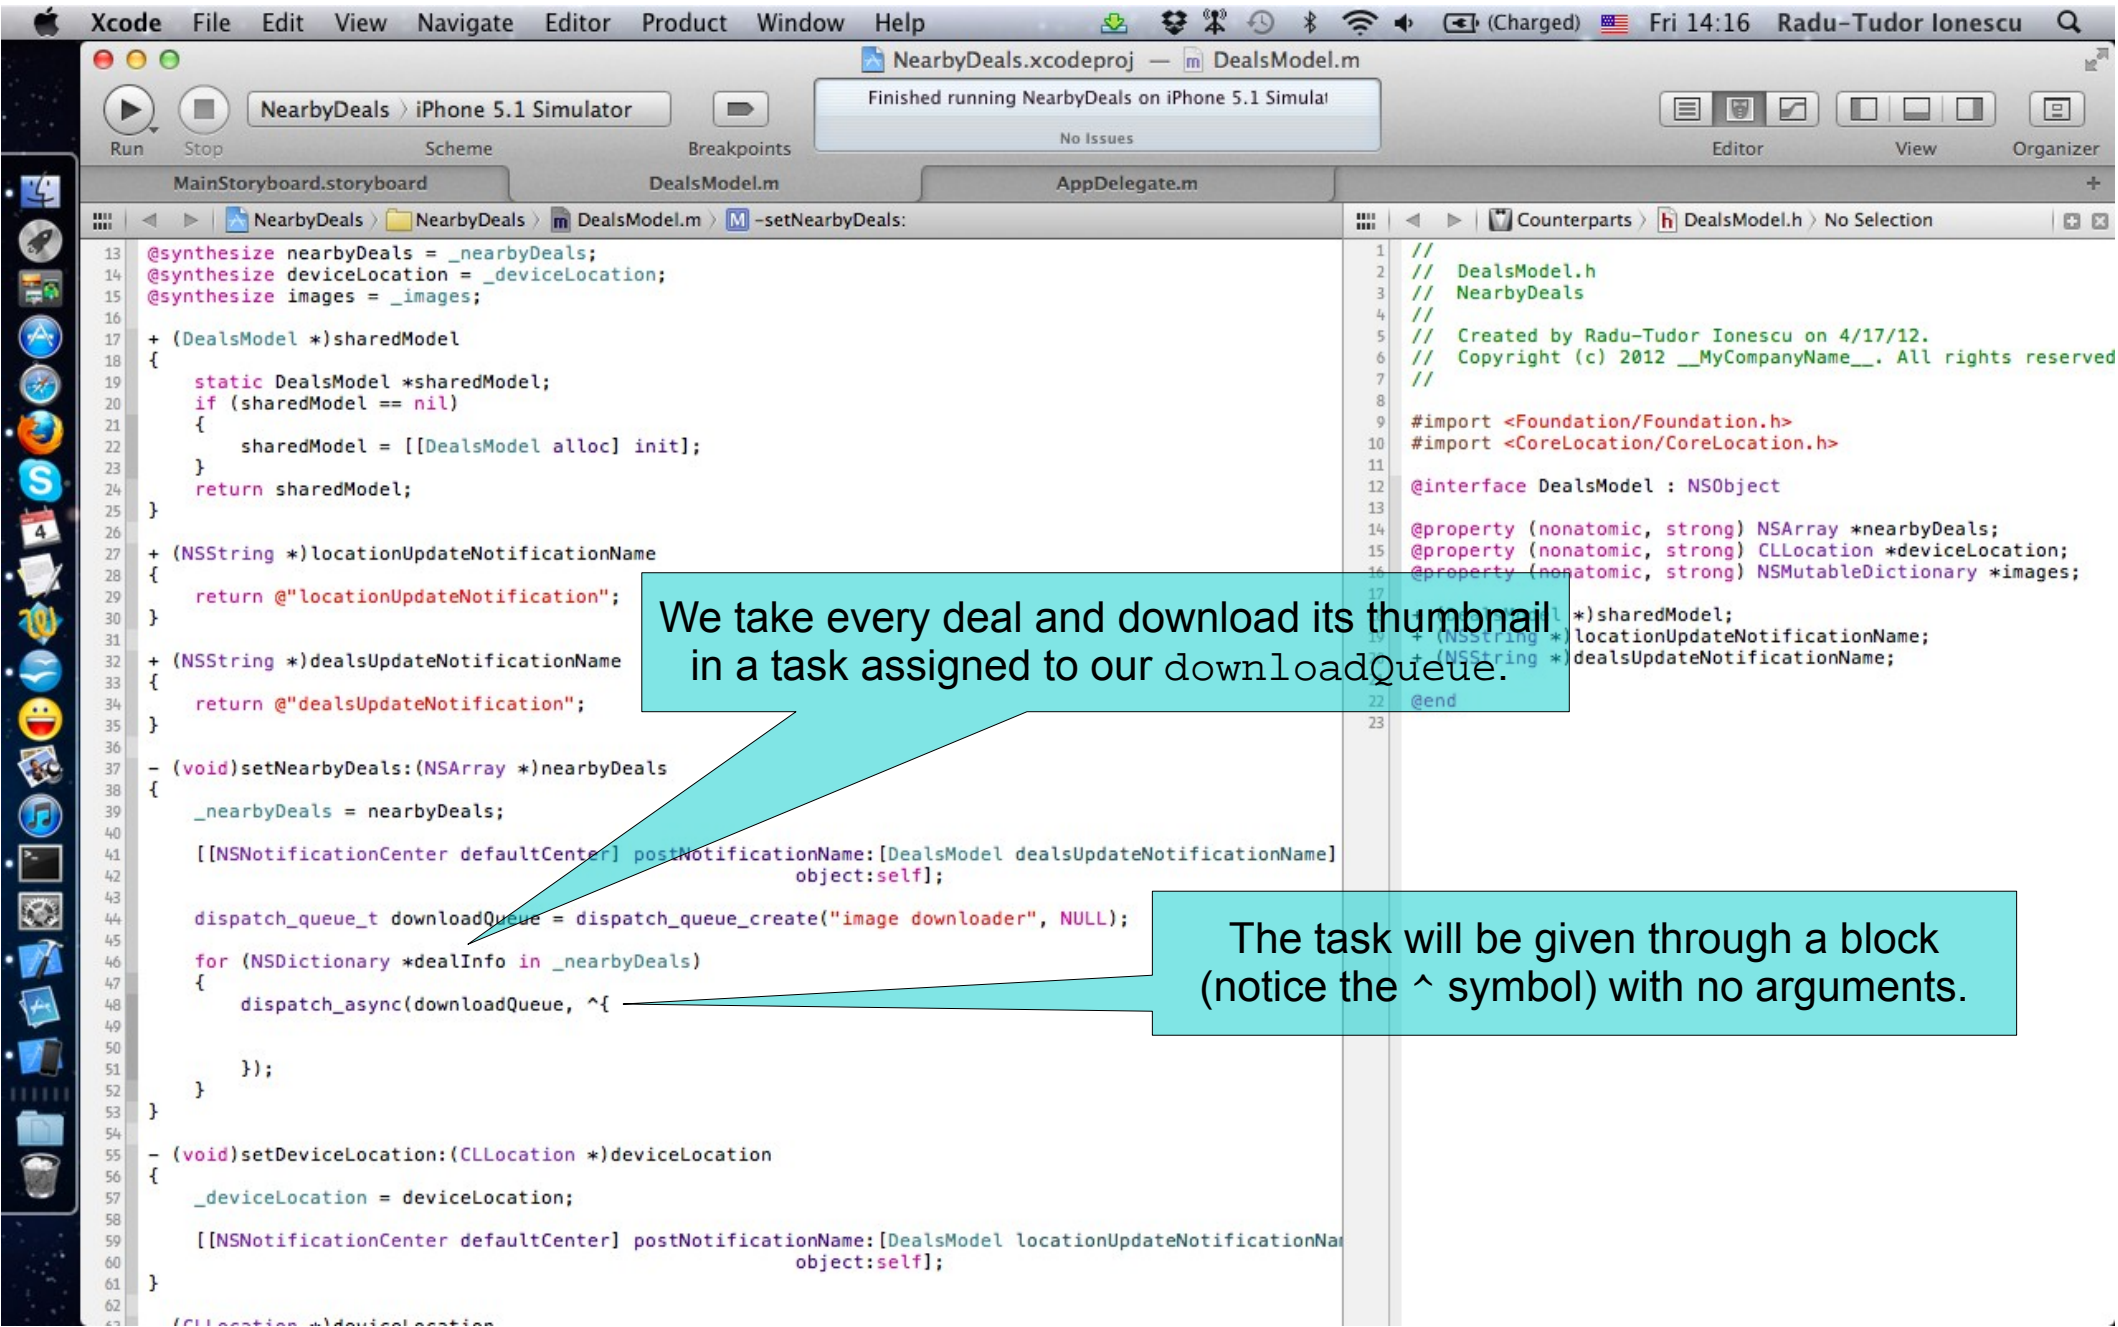 Xcode File Edit View Navigate Editor Product Window Help (Charged) Fri 14:16 Radu-Tudor Ionescu
NearbyDeals.xcodeproj — DealsModel.m
NearbyDeals iPhone 5.1 Simulator
Finished running NearbyDeals on iPhone 5.1 Simulat
No Issues
Run Stop Scheme Breakpoints Editor View Organizer
MainStoryboard.storyboard DealsModel.m AppDelegate.m +
NearbyDeals NearbyDeals DealsModel.m -setNearbyDeals:
13 @synthesize nearbyDeals = _nearbyDeals;
14 @synthesize deviceLocation = _deviceLocation;
15 @synthesize images = _images;
16
17 + (DealsModel *)sharedModel
18 {
19 static DealsModel *sharedModel;
20 if (sharedModel == nil)
21 {
22 sharedModel = [[DealsModel alloc] init];
23 }
24 return sharedModel;
25 }
26
27 + (NSString *)locationUpdateNotificationName
28 {
29 return @"locationUpdateNotification";
30 }
31
32 + (NSString *)dealsUpdateNotificationName
33 {
34 return @"dealsUpdateNotification";
35 }
36
37 - (void)setNearbyDeals:(NSArray *)nearbyDeals
38 {
39 _nearbyDeals = nearbyDeals;
40
41 [[NSNotificationCenter defaultCenter] postNotificationName:[DealsModel dealsUpdateNotificationName]
42 object:self];
43
44 dispatch_queue_t downloadQueue = dispatch_queue_create("image downloader", NULL);
45
46 for (NSDictionary *dealInfo in _nearbyDeals)
47 {
48 dispatch_async(downloadQueue, ^{
49
50
51 });
52 }
53 }
54
55 - (void)setDeviceLocation:(CLLocation *)deviceLocation
56 {
57 _deviceLocation = deviceLocation;
58
59 [[NSNotificationCenter defaultCenter] postNotificationName:[DealsModel locationUpdateNotificationNa
60 object:self];
61 }
62
Counterparts DealsModel.h No Selection
1 //
2 // DealsModel.h
3 // NearbyDeals
4 //
5 // Created by Radu-Tudor Ionescu on 4/17/12.
6 // Copyright (c) 2012 __MyCompanyName__. All rights reserved
7 //
8
9 #import <Foundation/Foundation.h>
10 #import <CoreLocation/CoreLocation.h>
11
12 @interface DealsModel : NSObject
13
14 @property (nonatomic, strong) NSArray *nearbyDeals;
15 @property (nonatomic, strong) CLLocation *deviceLocation;
16 @property (nonatomic, strong) NSMutableDictionary *images;
17
+ (DealsModel *)sharedModel;
19 + (NSString *)locationUpdateNotificationName;
+ (NSString *)dealsUpdateNotificationName;
22 @end
23
We take every deal and download its thumbnail
in a task assigned to our downloadQueue.
The task will be given through a block
(notice the ^ symbol) with no arguments.